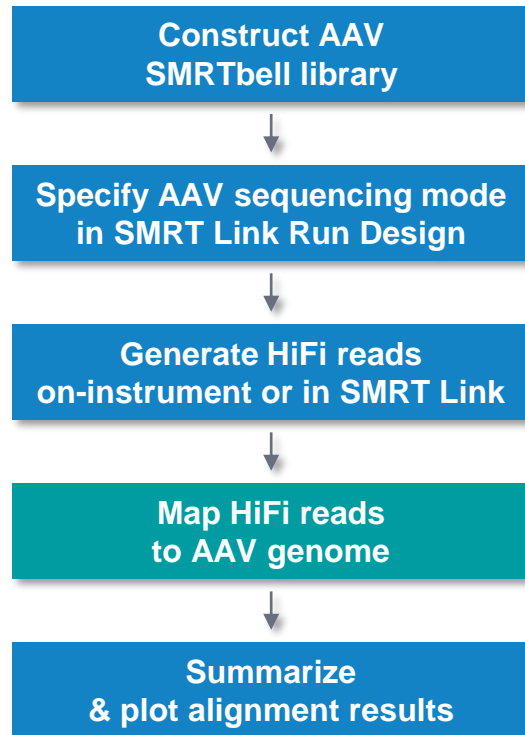 Construct AAV
SMRTbell library
Specify AAV sequencing mode
in SMRT Link Run Design
Generate HiFi reads
on-instrument or in SMRT Link
Map HiFi reads
to AAV genome
Summarize
& plot alignment results